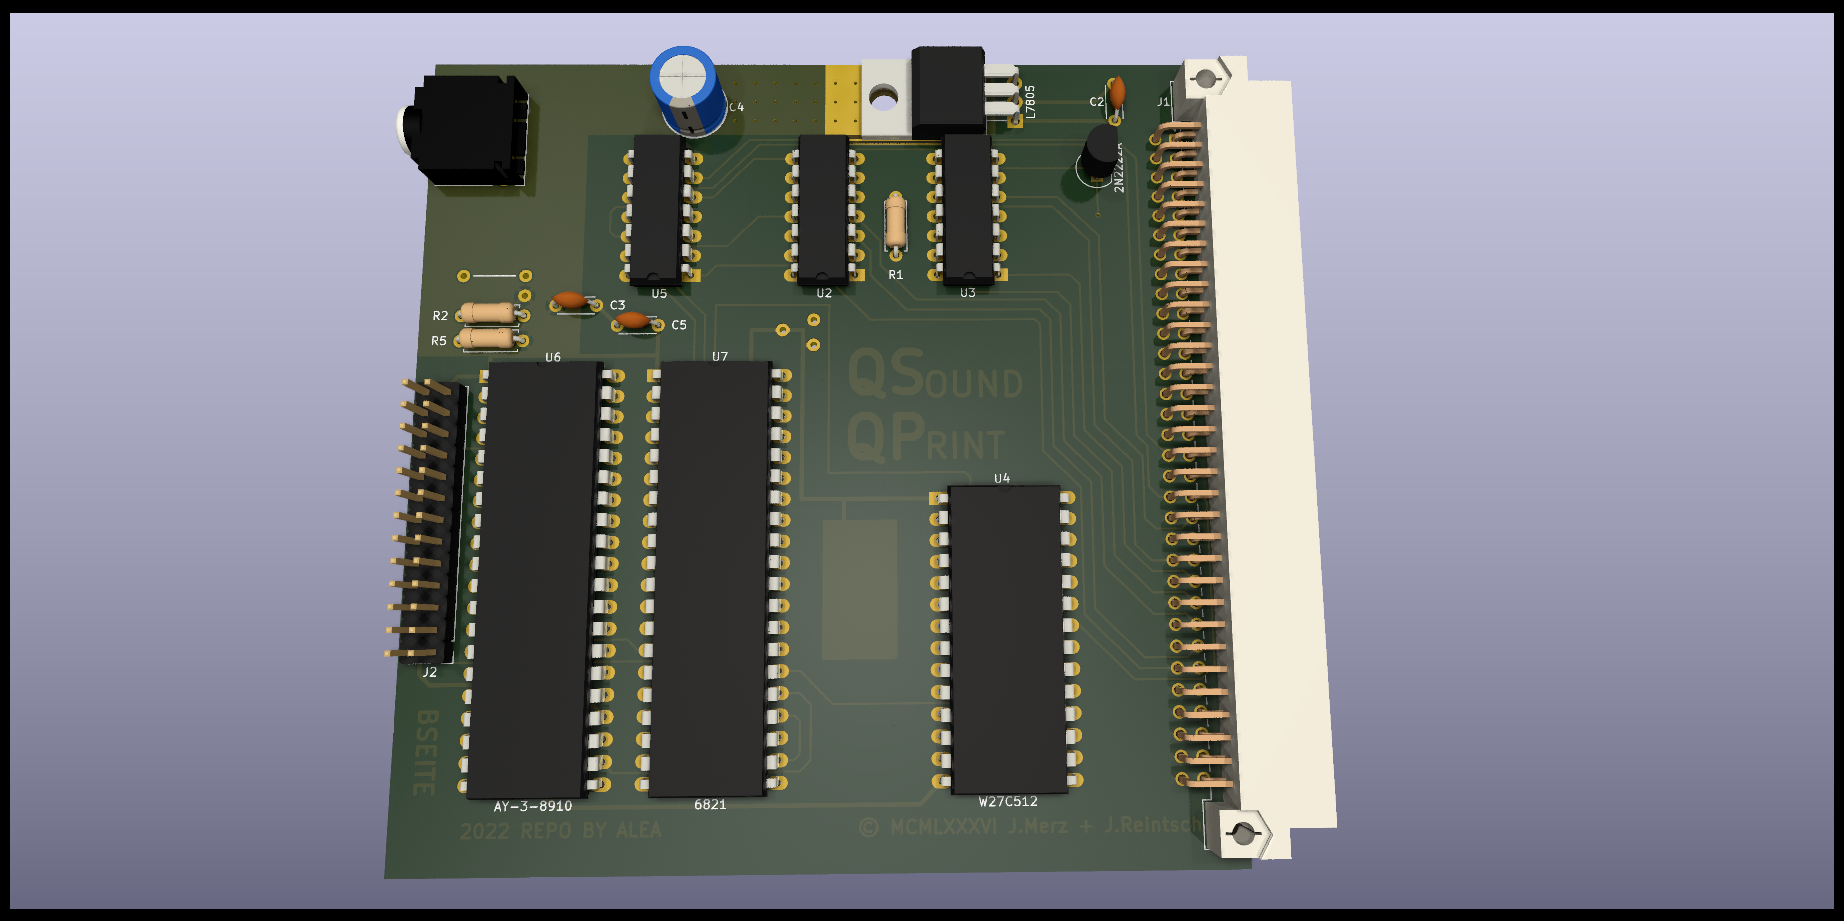 C4
L7805
C2
J1
2N2222A
R1
U5
U2
U3
R2
C3
R5
C5
U6
U7
QSOUND
QPRINT
U4
J2
BSEITE
AY-3-8910
6821
W27C512
2022 REPO BY ALEA
© MCMLXXXVI J.Merz + J.Reintsch